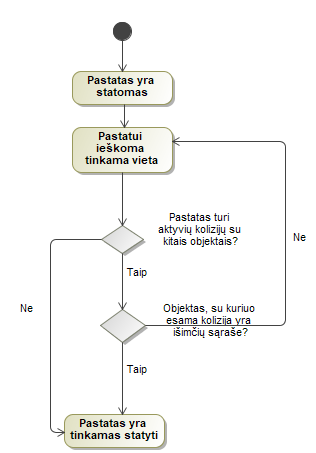 Pastatas yra
statomas
Pastatui
ieškoma
tinkama vieta
Pastatas turi
aktyvių kolizijų su
kitais objektais?
Ne
Taip
Ne
Objektas, su kuriuo
esama kolizija yra
išimčių sąraše?
Taip
Pastatas yra
tinkamas statyti